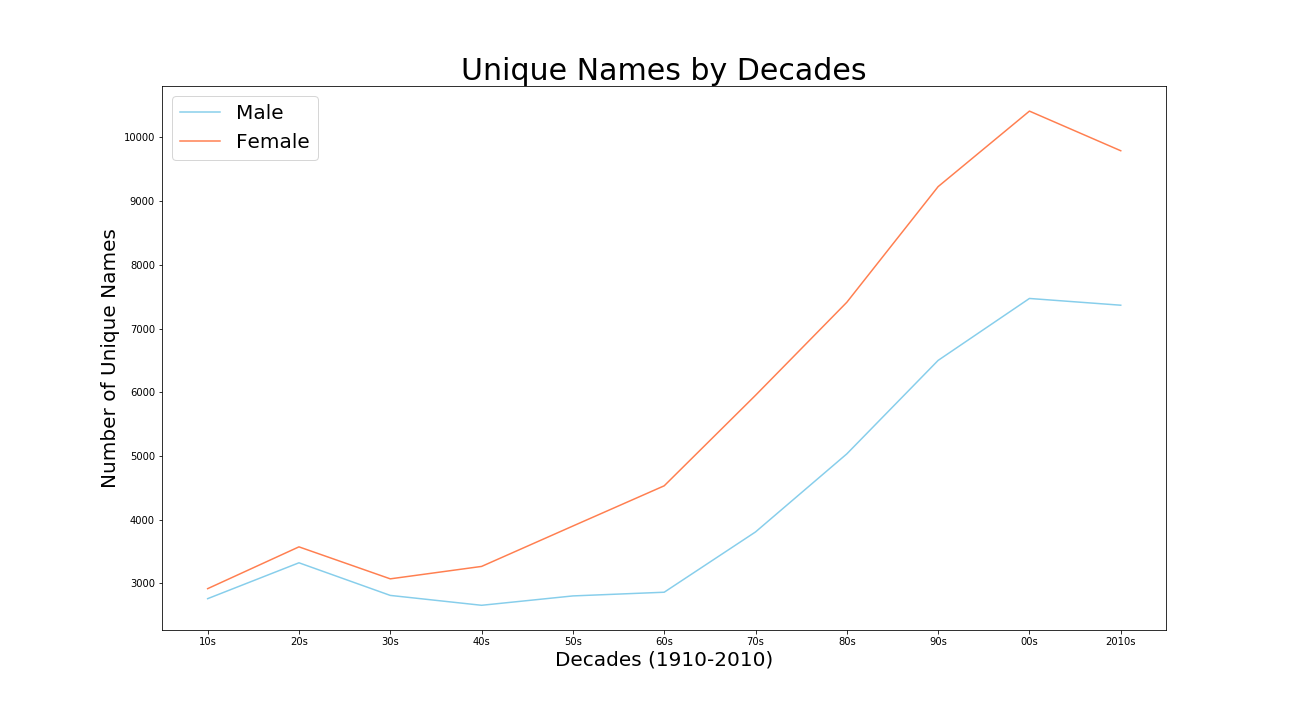 Unique Names by Decades
Male
Female
10000
9000
8000
7000
6000
5000
4000
3000
Number of Unique Names
10s 20s 30s 40s 50s 60s 70s 80s 90s 00s 2010s
Decades (1910-2010)